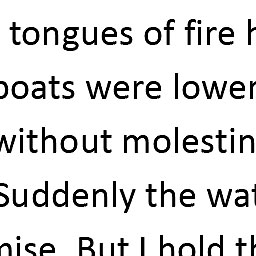 tongues of fire h
boats were lower
without molestin
Suddenly the wat
mise. But I hold th